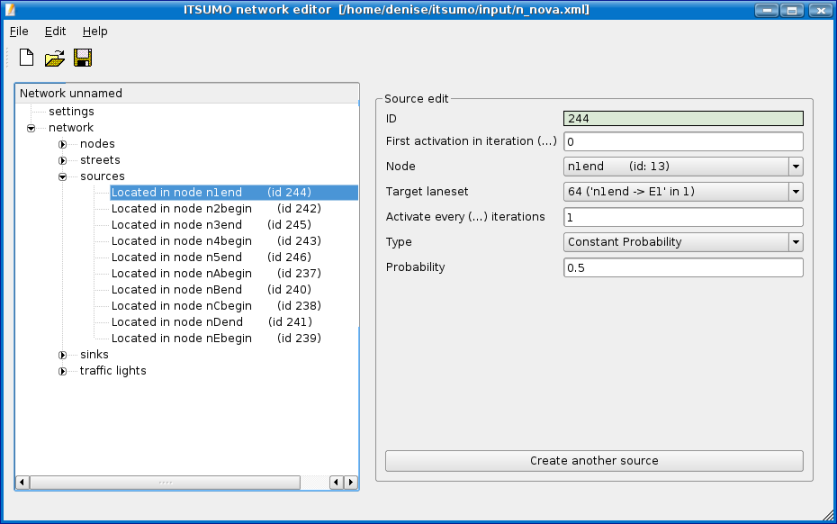 ITSUMO network editor [/home/denise/itsumo/input/n_nova.xml]
File Edit Help
Network unnamed
settings
network
nodes
streets
sources
Located in node n1end (id 244)
Located in node n2begin (id 242)
Located in node n3end (id 245)
Located in node n4begin (id 243)
Located in node n5end (id 246)
Located in node nAbegin (id 237)
Located in node nBend (id 240)
Located in node nCbegin (id 238)
Located in node nDend (id 241)
Located in node nEbegin (id 239)
sinks
traffic lights
Source edit
ID 244
First activation in iteration (...) 0
Node n1end (id: 13)
Target laneset 64 ('n1end -> E1' in 1)
Activate every (...) iterations 1
Type Constant Probability
Probability 0.5
Create another source